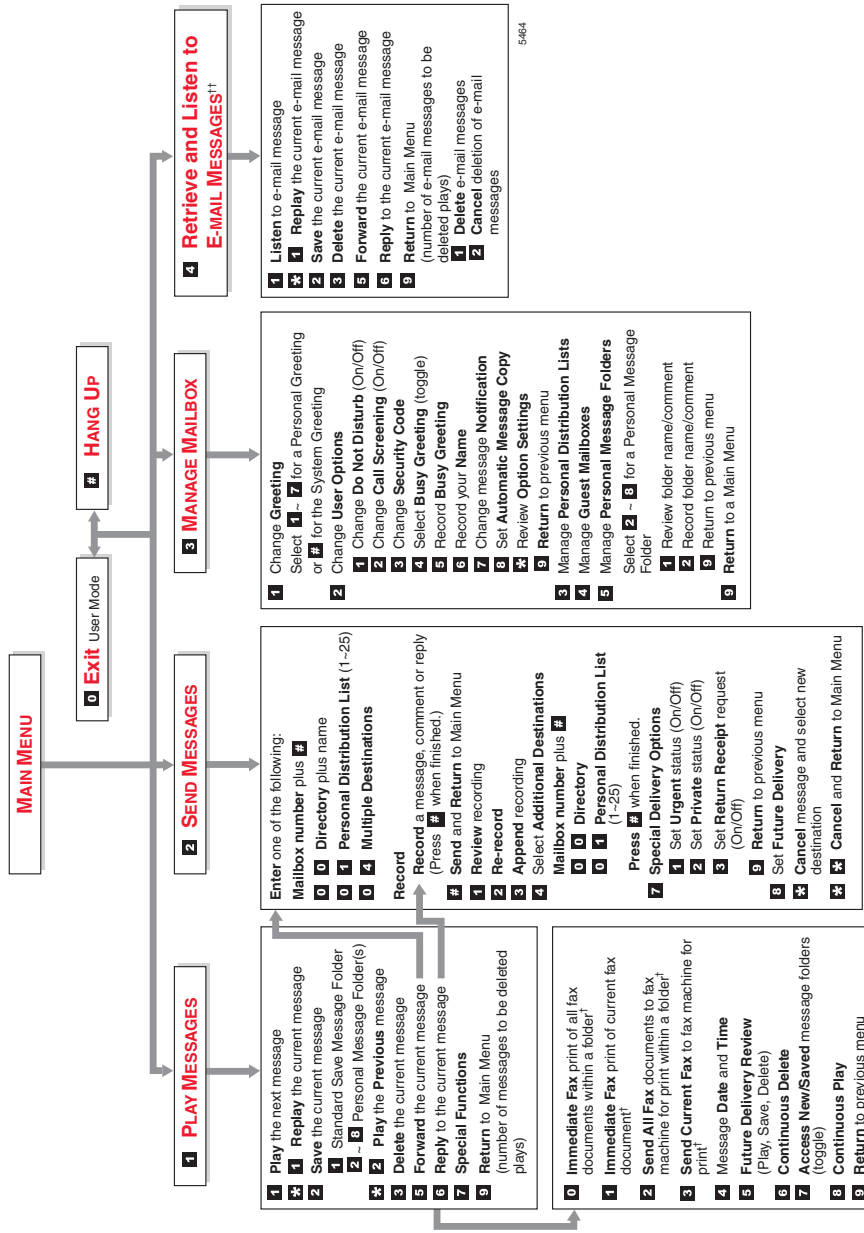 MAIN MENU
0 Exit User Mode
# HANG UP
1 PLAY MESSAGES
1 Play the next message
* 1 Replay the current message
2 Save the current message
1 Standard Save Message Folder
2 ~ 8 Personal Message Folder(s)
* 2 Play the Previous message
3 Delete the current message
5 Forward the current message
6 Reply to the current message
7 Special Functions
9 Return to Main Menu
(number of messages to be deleted
plays)
0 Immediate Fax print of all fax
documents within a folder†
1 Immediate Fax print of current fax
document†
2 Send All Fax documents to fax
machine for print within a folder†
3 Send Current Fax to fax machine for
print†
4 Message Date and Time
5 Future Delivery Review
(Play, Save, Delete)
6 Continuous Delete
7 Access New/Saved message folders
(toggle)
8 Continuous Play
9 Return to previous menu
2 SEND MESSAGES
Enter one of the following:
Mailbox number plus #
0 0 Directory plus name
0 1 Personal Distribution List (1~25)
0 4 Multiple Destinations
Record
Record a message, comment or reply
(Press # when finished.)
# Send and Return to Main Menu
1 Review recording
2 Re-record
3 Append recording
4 Select Additional Destinations
Mailbox number plus #
0 0 Directory
0 1 Personal Distribution List
(1~25)
Press # when finished.
7 Special Delivery Options
1 Set Urgent status (On/Off)
2 Set Private status (On/Off)
3 Set Return Receipt request
(On/Off)
9 Return to previous menu
8 Set Future Delivery
* Cancel message and select new
destination
* * Cancel and Return to Main Menu
3 MANAGE MAILBOX
1 Change Greeting
Select 1 ~ 7 for a Personal Greeting
or # for the System Greeting
2 Change User Options
1 Change Do Not Disturb (On/Off)
2 Change Call Screening (On/Off)
3 Change Security Code
4 Select Busy Greeting (toggle)
5 Record Busy Greeting
6 Record your Name
7 Change message Notification
8 Set Automatic Message Copy
* Review Option Settings
9 Return to previous menu
3 Manage Personal Distribution Lists
4 Manage Guest Mailboxes
5 Manage Personal Message Folders
Select 2 ~ 8 for a Personal Message
Folder
1 Review folder name/comment
2 Record folder name/comment
9 Return to previous menu
9 Return to a Main Menu
4 Retrieve and Listen to
E-MAIL MESSAGES††
1 Listen to e-mail message
* 1 Replay the current e-mail message
2 Save the current e-mail message
3 Delete the current e-mail message
5 Forward the current e-mail message
6 Reply to the current e-mail message
9 Return to Main Menu
(number of e-mail messages to be
deleted plays)
1 Delete e-mail messages
2 Cancel deletion of e-mail
messages
5464